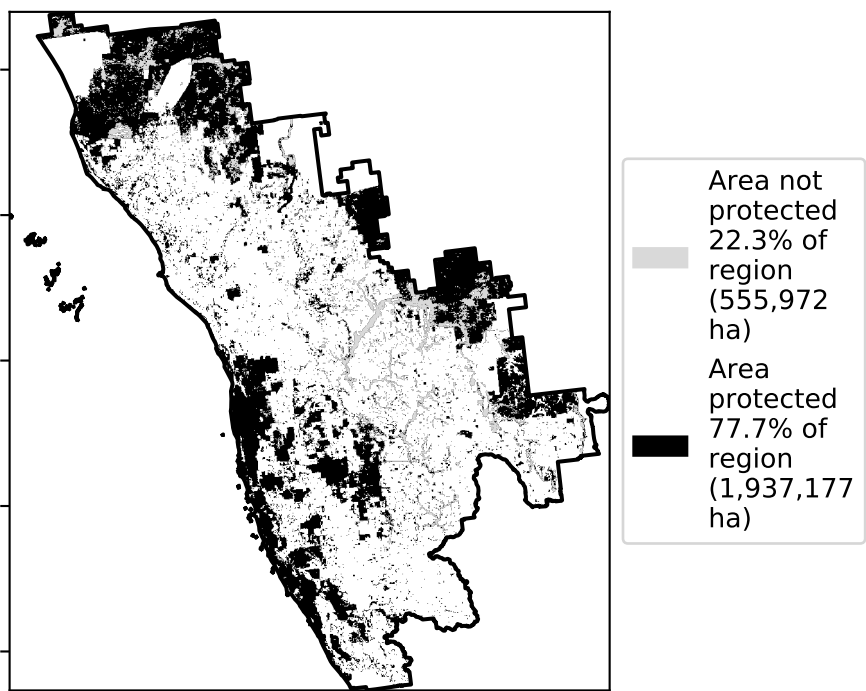 Area not
protected
22.3% of
region
(555,972
ha)
Area
protected
77.7% of
region
(1,937,177
ha)